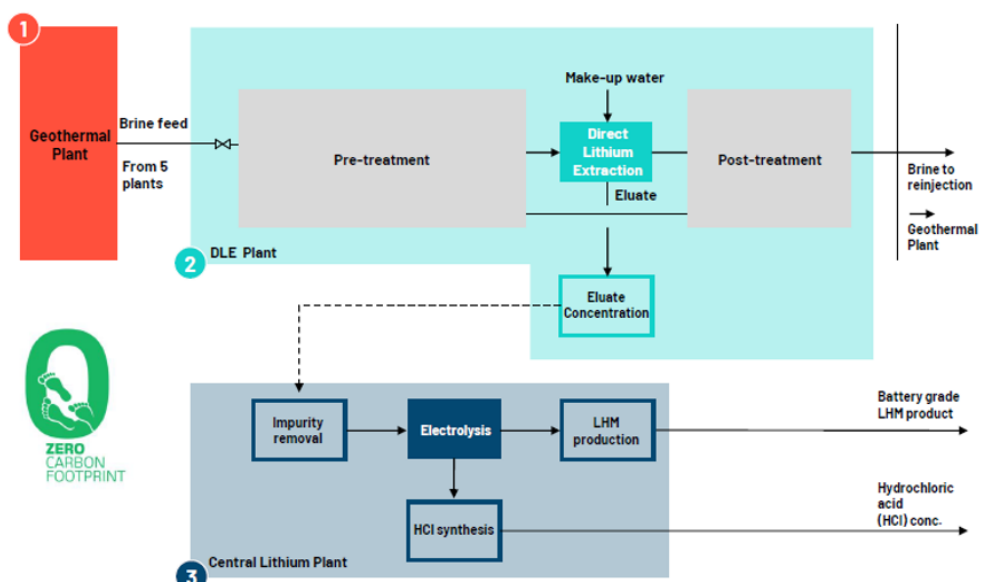 1
Geothermal
Plant
Brine feed
From 5
plants
Pre-treatment
Make-up water
Direct
Lithium
Extraction
Eluate
Post-treatment
Brine to
reinjection
Geothermal
Plant
2
DLE Plant
Eluate
Concentration
ZERO
CARBON
FOOTPRINT
Impurity
removal
Electrolysis
LHM
production
Battery grade
LHM product
HCl synthesis
Hydrochloric
acid
(HCl) conc.
3
Central Lithium Plant